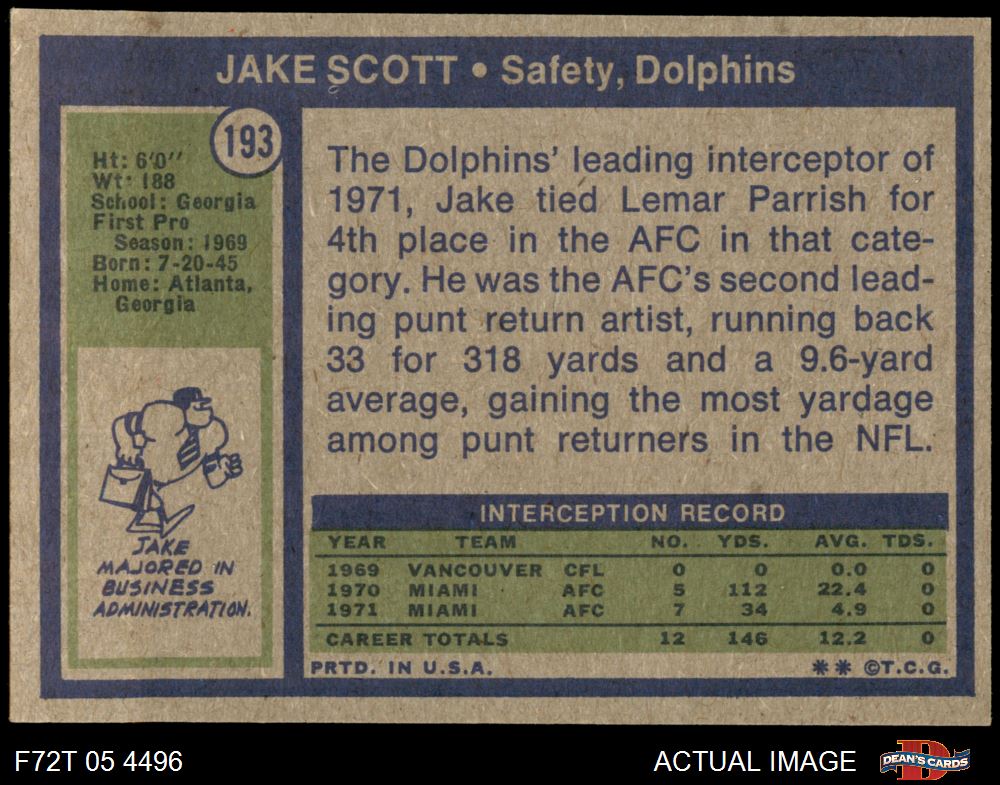 JAKE SCOTT • Safety, Dolphins
193
Ht: 6'0"
Wt: 188
School: Georgia
First Pro
Season: 1969
Born: 7-20-45
Home: Atlanta,
Georgia
JAKE
MAJORED IN
BUSINESS
ADMINISTRATION.
The Dolphins' leading interceptor of
1971, Jake tied Lemar Parrish for
4th place in the AFC in that cate-
gory. He was the AFC's second lead-
ing punt return artist, running back
33 for 318 yards and a 9.6-yard
average, gaining the most yardage
among punt returners in the NFL.
INTERCEPTION RECORD
YEAR TEAM NO. YDS. AVG. TDS.
1969 VANCOUVER CFL 0 0 0.0 0
1970 MIAMI AFC 5 112 22.4 0
1971 MIAMI AFC 7 34 4.9 0
CAREER TOTALS 12 146 12.2 0
PRTD. IN U.S.A. ** ©T.C.G.
F72T 05 4496 ACTUAL IMAGE DEAN'S CARDS